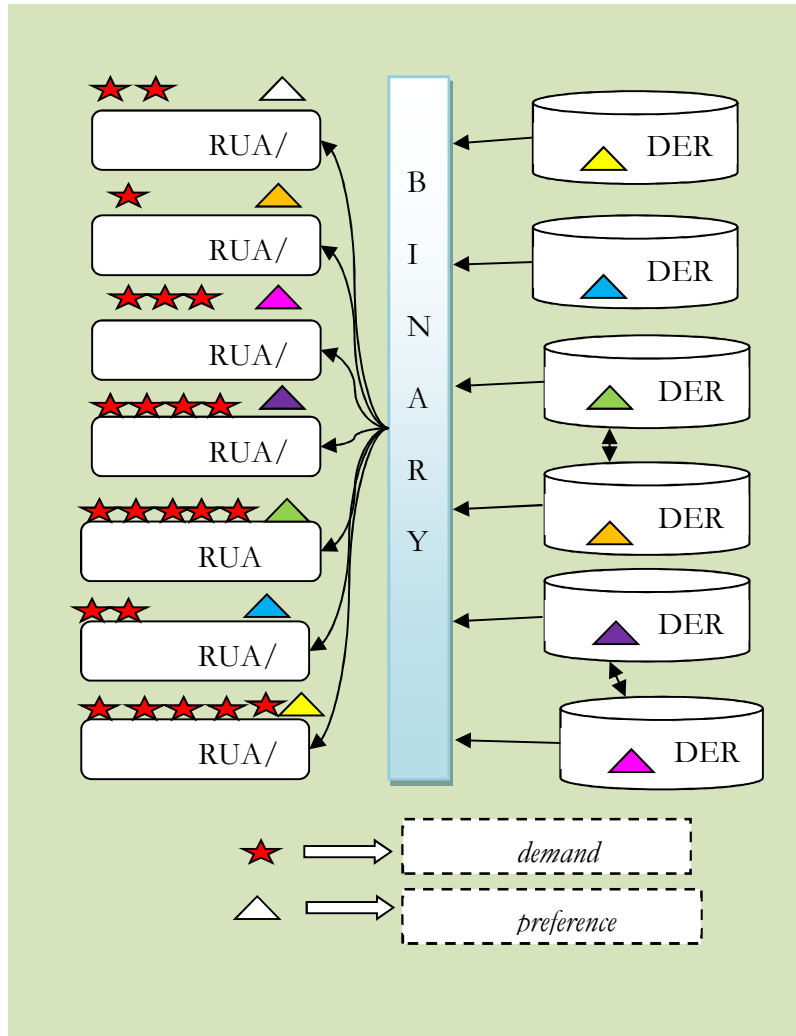 RUA/
RUA/
RUA/
RUA/
RUA
RUA/
RUA/
B
I
N
A
R
Y
DER
DER
DER
DER
DER
DER
demand
preference